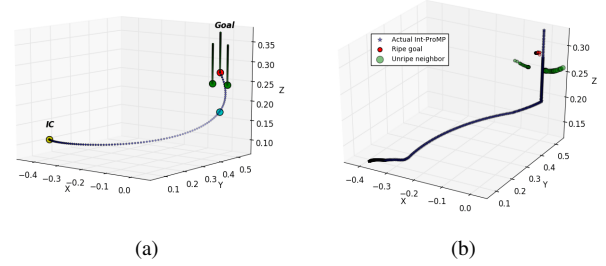 Goal
IC
0.35
0.30
0.25
0.20
0.15
0.10
Z
−0.4
−0.3
−0.2
−0.1
0.0
X
0.1
0.2
0.3
0.4
0.5
Y
(a)
Actual Int-ProMP
Ripe goal
Unripe neighbor
0.30
0.25
0.20
0.15
Z
−0.4
−0.3
−0.2
−0.1
0.0
X
0.1
0.2
0.3
0.4
0.5
Y
(b)